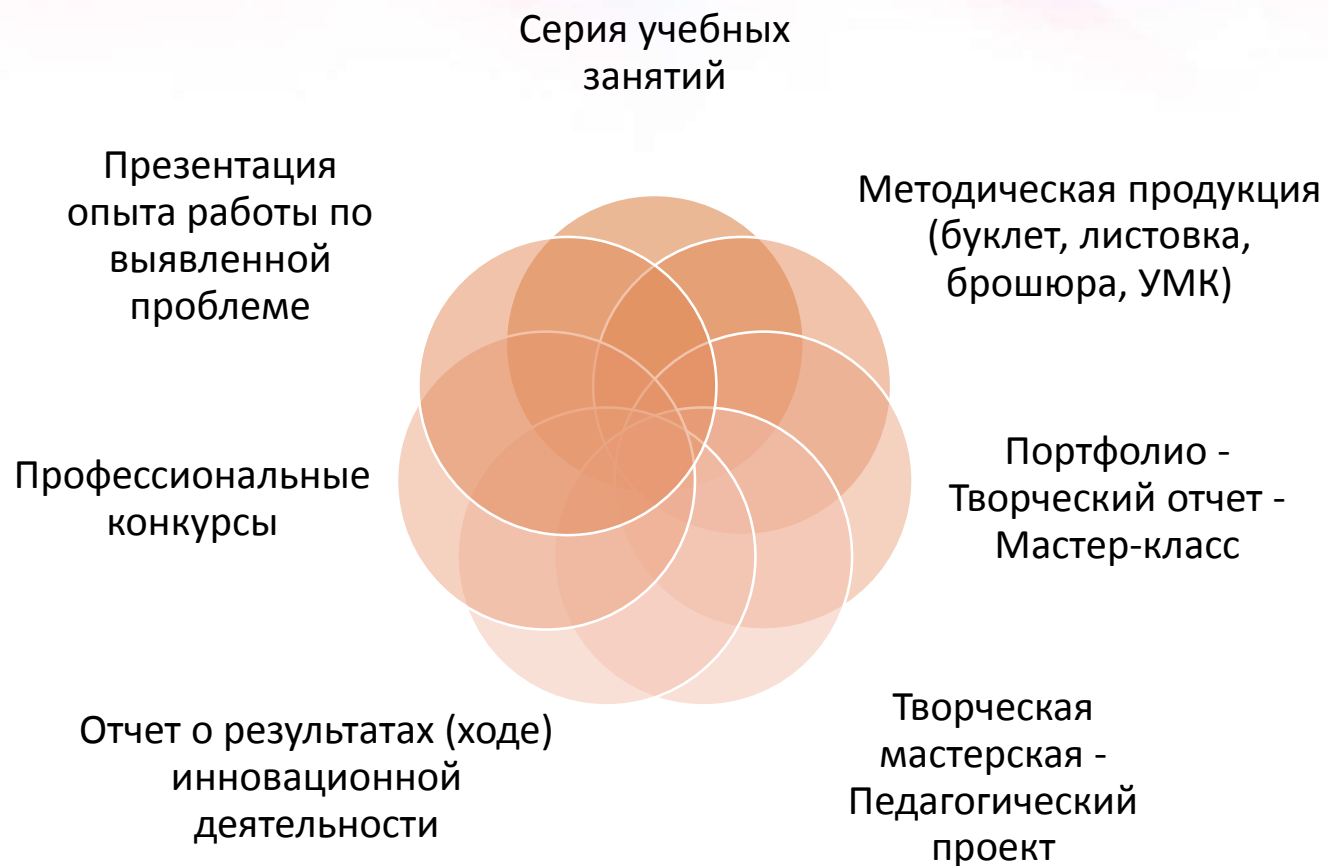 Серия учебных
занятий
Методическая продукция
(буклет, листовка,
брошюра, УМК)
Портфолио -
Творческий отчет -
Мастер-класс
Творческая
мастерская -
Педагогический
проект
Отчет о результатах (ходе)
инновационной
деятельности
Профессиональные
конкурсы
Презентация
опыта работы по
выявленной
проблеме